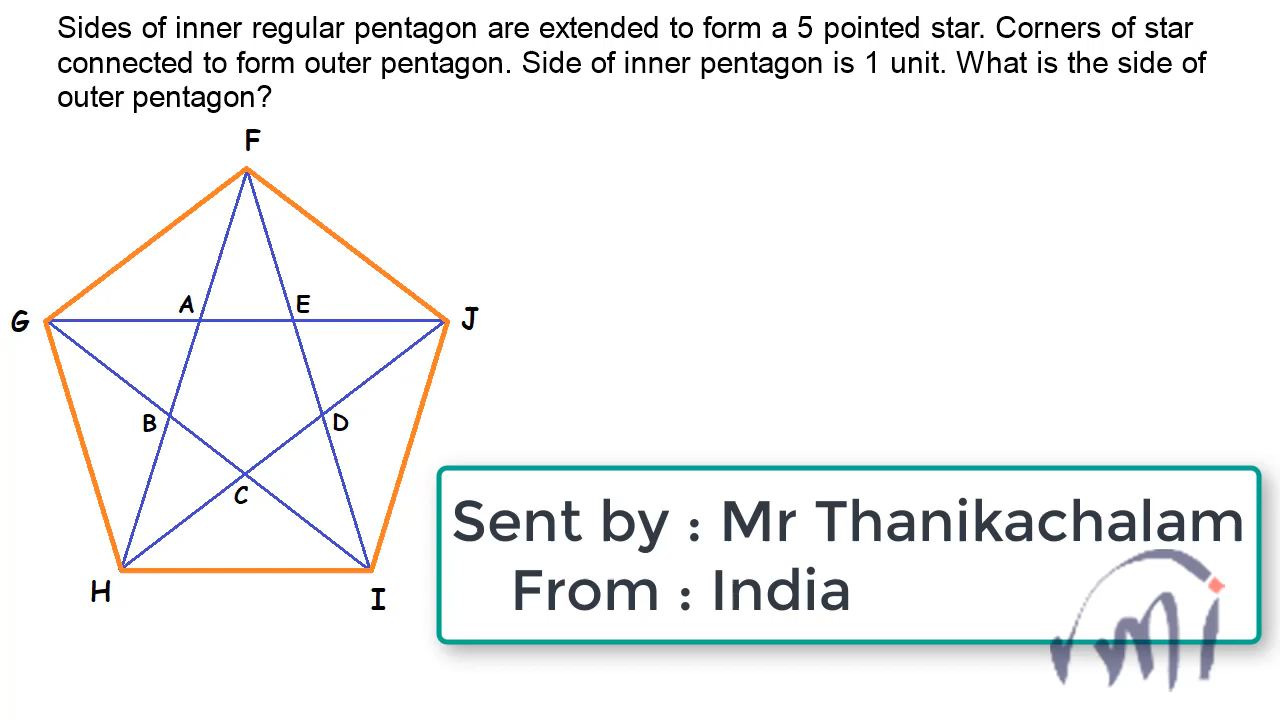 Sides of inner regular pentagon are extended to form a 5 pointed star. Corners of star
connected to form outer pentagon. Side of inner pentagon is 1 unit. What is the side of
outer pentagon?
F
A
E
G
J
B
D
C
H
I
Sent by : Mr Thanikachalam
From : India
rmi